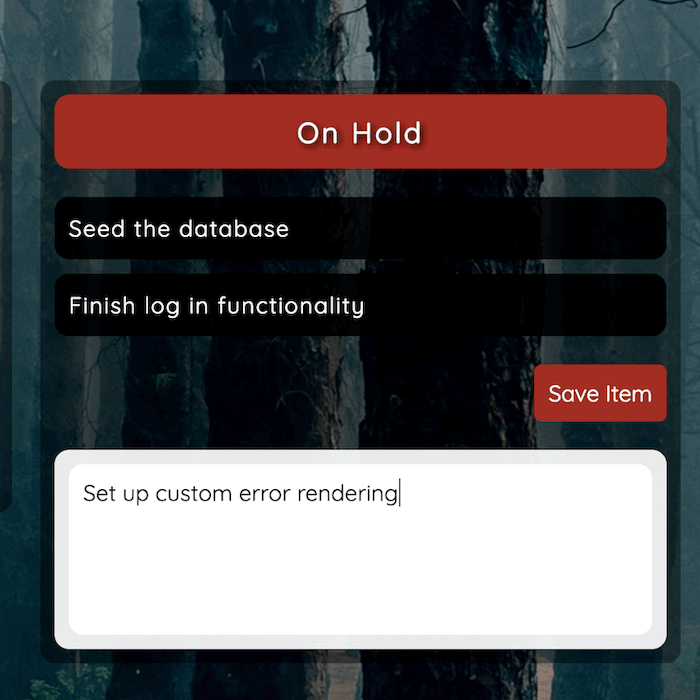 On Hold
Seed the database
Finish log in functionality
Save Item
Set up custom error rendering